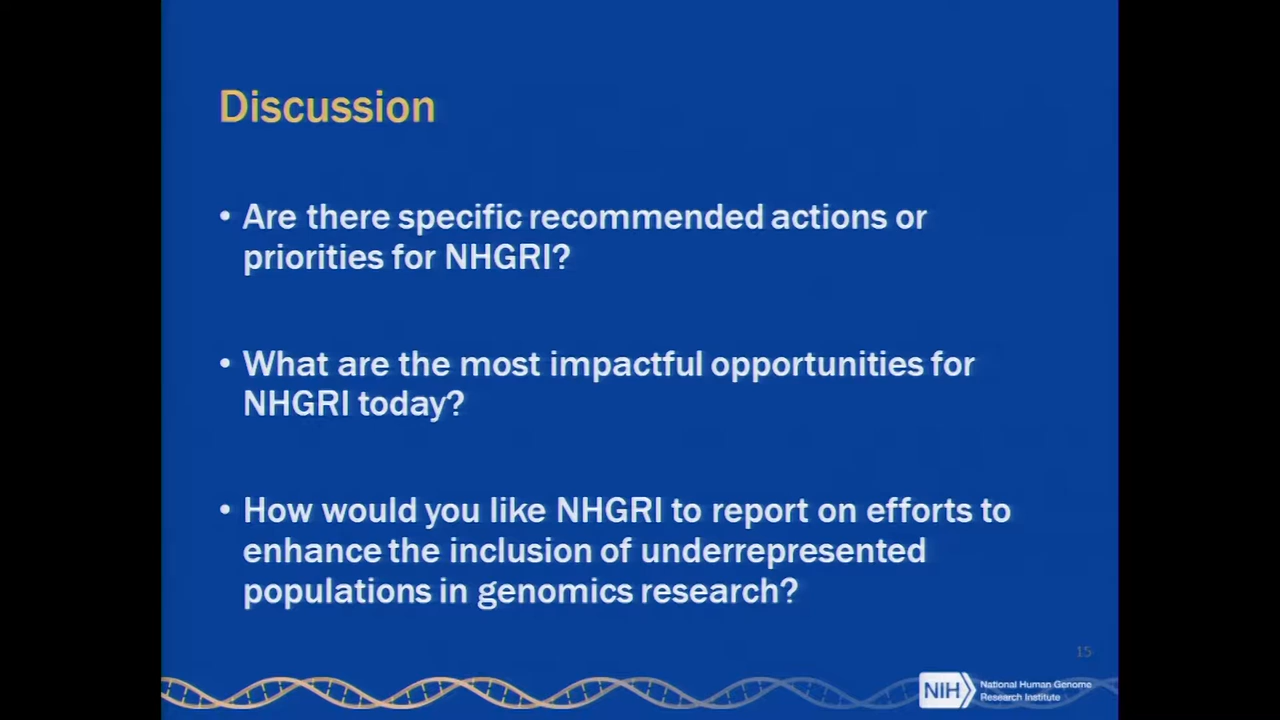 Discussion
• Are there specific recommended actions or
priorities for NHGRI?
• What are the most impactful opportunities for
NHGRI today?
• How would you like NHGRI to report on efforts to
enhance the inclusion of underrepresented
populations in genomics research?
15
NIH
National Human Genome
Research Institute